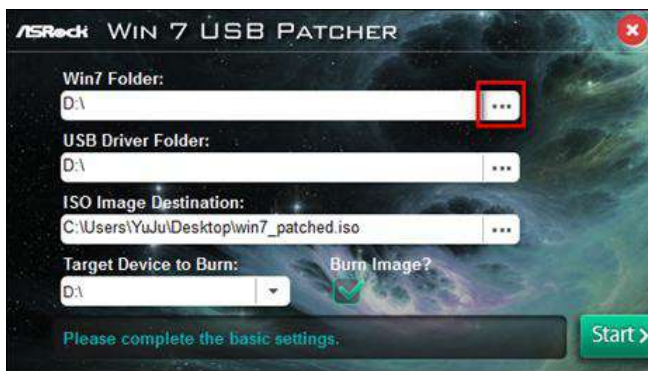 ASRock WIN 7 USB PATCHER
Win7 Folder:
D:\
...
USB Driver Folder:
D:\
...
ISO Image Destination:
C:\Users\YuJu\Desktop\win7_patched.iso
...
Target Device to Burn: Burn Image?
D:\
Please complete the basic settings.
Start >